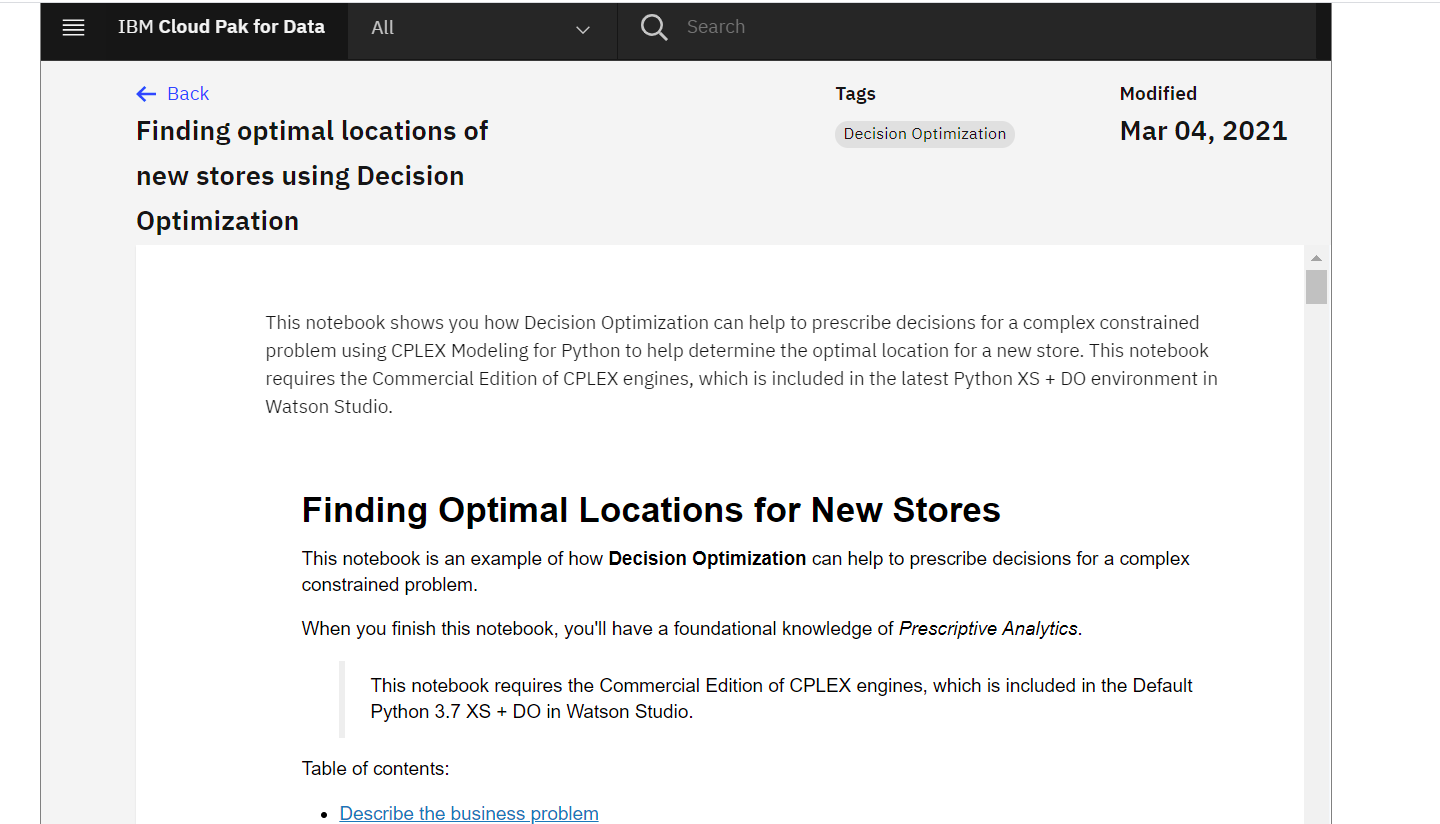 IBM Cloud Pak for Data
All
Search
Back
Tags
Modified
Finding optimal locations of
new stores using Decision
Optimization
Decision Optimization
Mar 04, 2021
This notebook shows you how Decision Optimization can help to prescribe decisions for a complex constrained
problem using CPLEX Modeling for Python to help determine the optimal location for a new store. This notebook
requires the Commercial Edition of CPLEX engines, which is included in the latest Python XS + DO environment in
Watson Studio.
Finding Optimal Locations for New Stores
This notebook is an example of how Decision Optimization can help to prescribe decisions for a complex
constrained problem.
When you finish this notebook, you'll have a foundational knowledge of Prescriptive Analytics.
This notebook requires the Commercial Edition of CPLEX engines, which is included in the Default
Python 3.7 XS + DO in Watson Studio.
Table of contents:
Describe the business problem